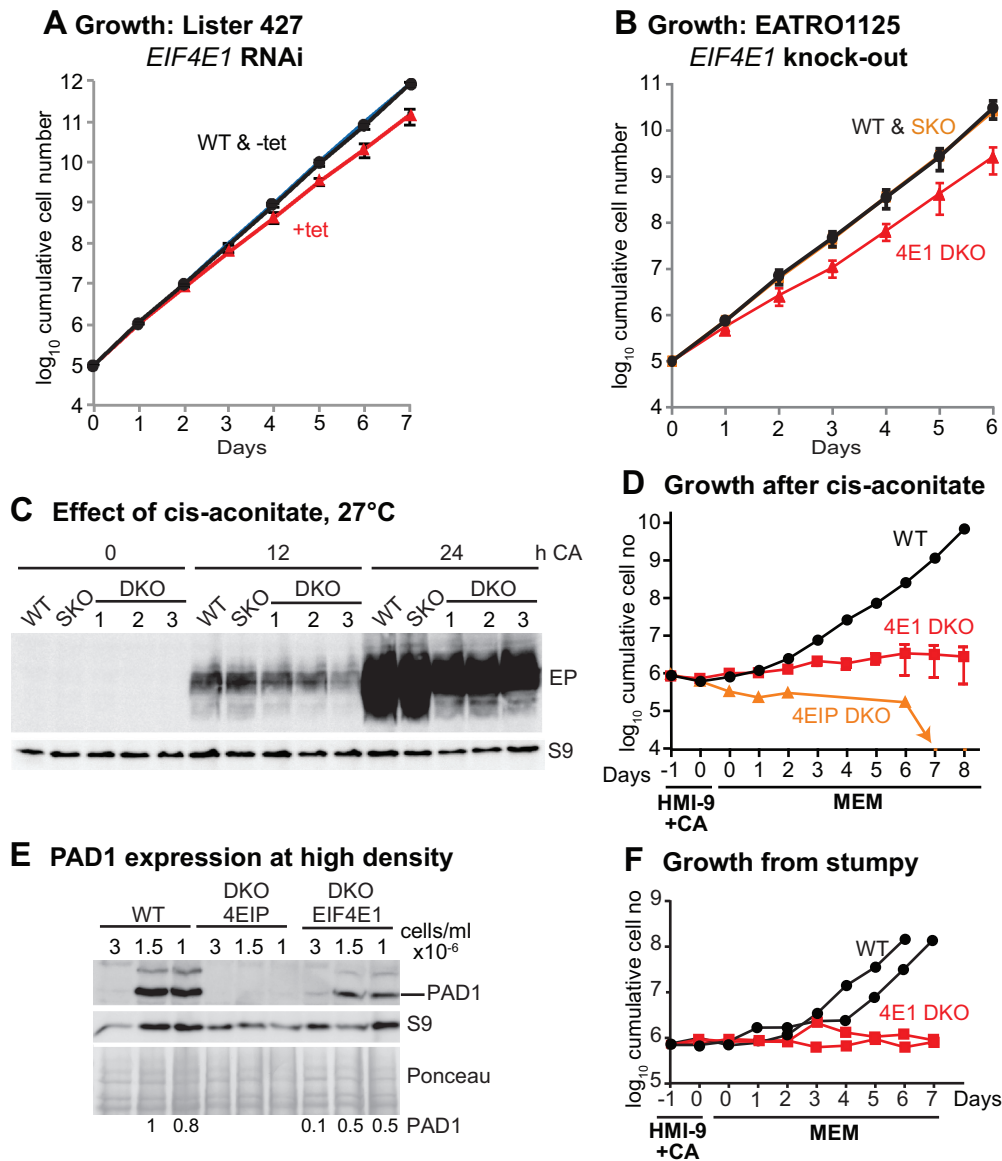 A Growth: Lister 427
EIF4E1 RNAi
12
11
10
9
8
7
6
5
4
log10 cumulative cell number
WT & -tet
+tet
0 1 2 3 4 5 6 7
Days
B Growth: EATRO1125
EIF4E1 knock-out
11
10
9
8
7
6
5
4
log10 cumulative cell number
WT & SKO
4E1 DKO
0 1 2 3 4 5 6
Days
C Effect of cis-aconitate, 27°C
0 12 24 h CA
WT SKO DKO WT SKO DKO WT SKO DKO
1 2 3 1 2 3 1 2 3
EP
S9
D Growth after cis-aconitate
10
9
8
7
6
5
4
log10 cumulative cell no
WT
4E1 DKO
4EIP DKO
Days -1 0 0 1 2 3 4 5 6 7 8
HMI-9 MEM
+CA
E PAD1 expression at high density
WT DKO 4EIP DKO EIF4E1
cells/ml
x10-6
3 1.5 1 3 1.5 1 3 1.5 1
PAD1
S9
Ponceau
1 0.8 0.1 0.5 0.5 PAD1
F Growth from stumpy
9
8
7
6
5
log10 cumulative cell no
WT
4E1 DKO
-1 0 0 1 2 3 4 5 6 7 Days
HMI-9 MEM
+CA